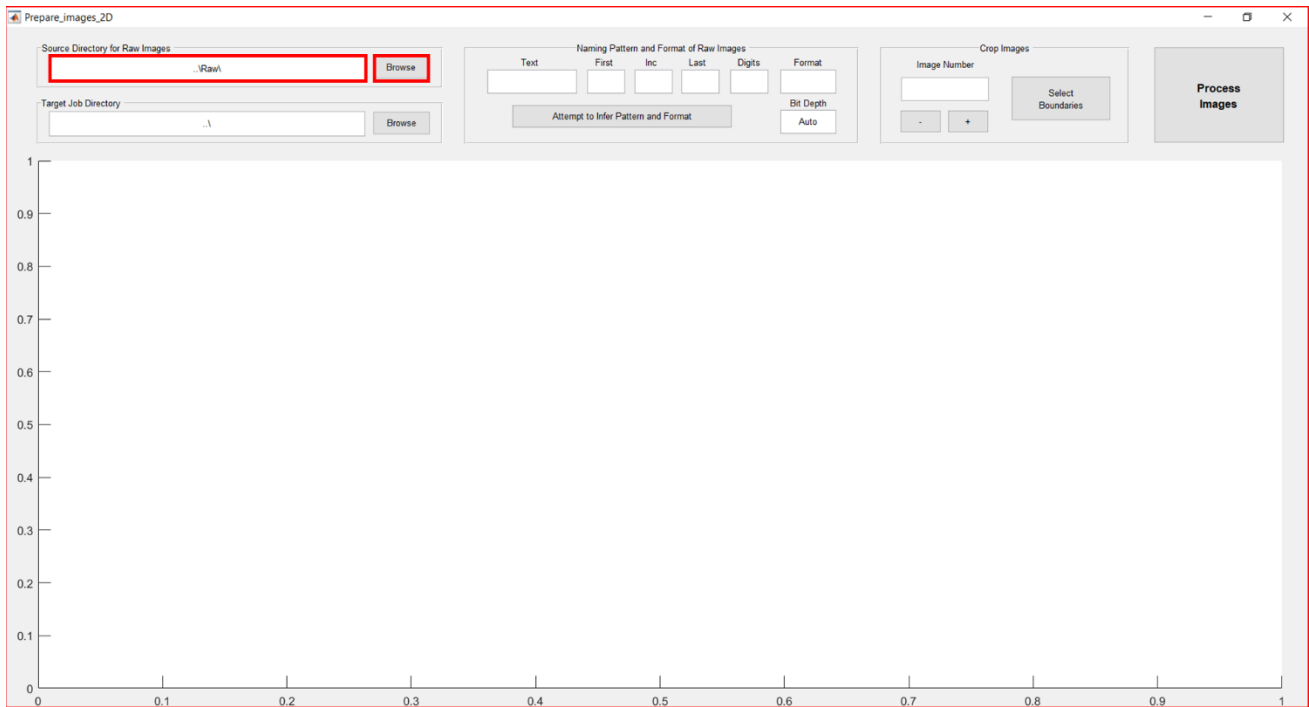 Prepare_images_2D
Source Directory for Raw Images
..\Raw\
Browse
Target Job Directory
..\
Browse
Naming Pattern and Format of Raw Images
Text First Inc Last Digits Format
Attempt to Infer Pattern and Format
Bit Depth
Auto
Crop Images
Image Number
Select
Boundaries
- +
Process
Images
1
0.9
0.8
0.7
0.6
0.5
0.4
0.3
0.2
0.1
0
0 0.1 0.2 0.3 0.4 0.5 0.6 0.7 0.8 0.9 1